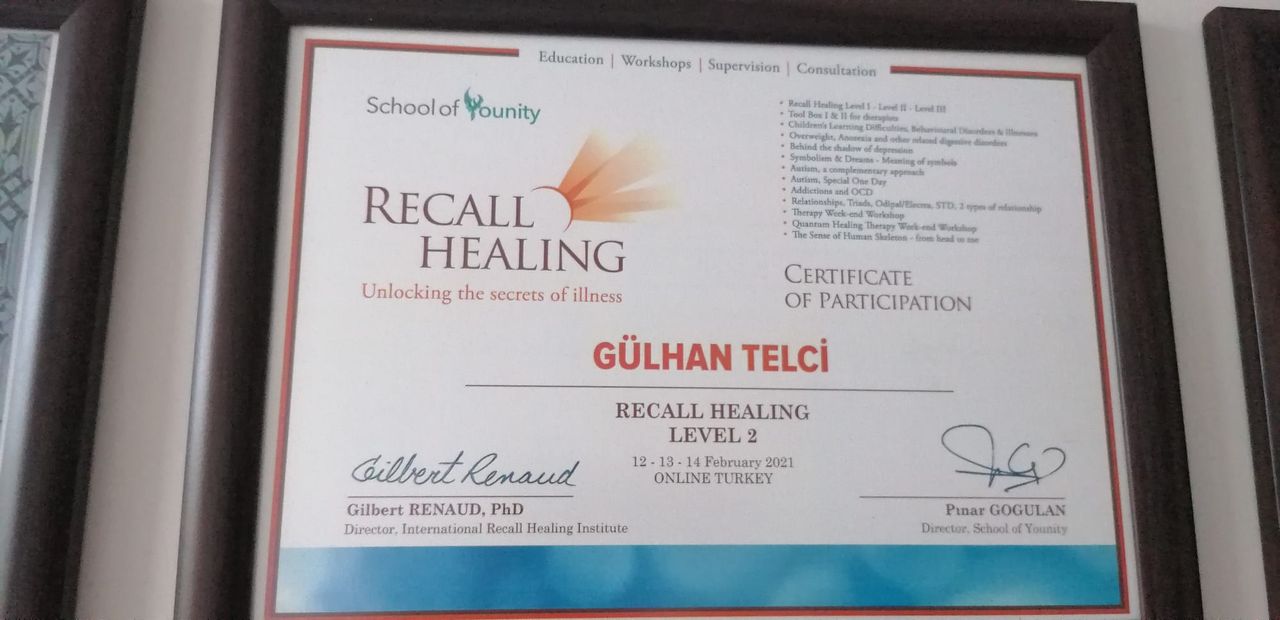 Education | Workshops | Supervision | Consultation
School of Younity
RECALL
HEALING
Unlocking the secrets of illness
• Recall Healing Level I - Level II - Level III
• Tool Box I & II for therapists
• Children's Learning Difficulties, Behavioural Disorders & Illnesses
• Overweight, Anorexia and other related digestive disorders
• Behind the shadow of depression
• Symbolism & Dreams - Meaning of symbols
• Autism, a complementary approach
• Autism, Special One Day
• Addictions and OCD
• Relationships, Triads, Odipal/Electra, STD, 2 types of relationship
• Therapy Week-end Workshop
• Quantum Healing Therapy Week-end Workshop
• The Sense of Human Skeleton - from head to toe
CERTIFICATE
OF PARTICIPATION
GÜLHAN TELCİ
RECALL HEALING
LEVEL 2
12 - 13 - 14 February 2021
ONLINE TURKEY
Gilbert Renaud
Gilbert RENAUD, PhD
Director, International Recall Healing Institute
Pınar GOGULAN
Director, School of Younity